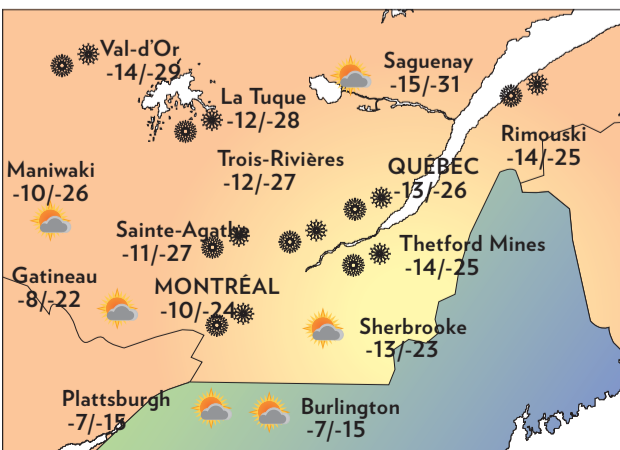 Val-d'Or
-14/-29
Saguenay
-15/-31
La Tuque
-12/-28
Rimouski
-14/-25
Trois-Rivières
-12/-27
QUÉBEC
-13/-26
Maniwaki
-10/-26
Sainte-Agathe
-11/-27
Thetford Mines
-14/-25
Gatineau
-8/-22
MONTRÉAL
-10/-24
Sherbrooke
-13/-23
Plattsburgh
-7/-15
Burlington
-7/-15